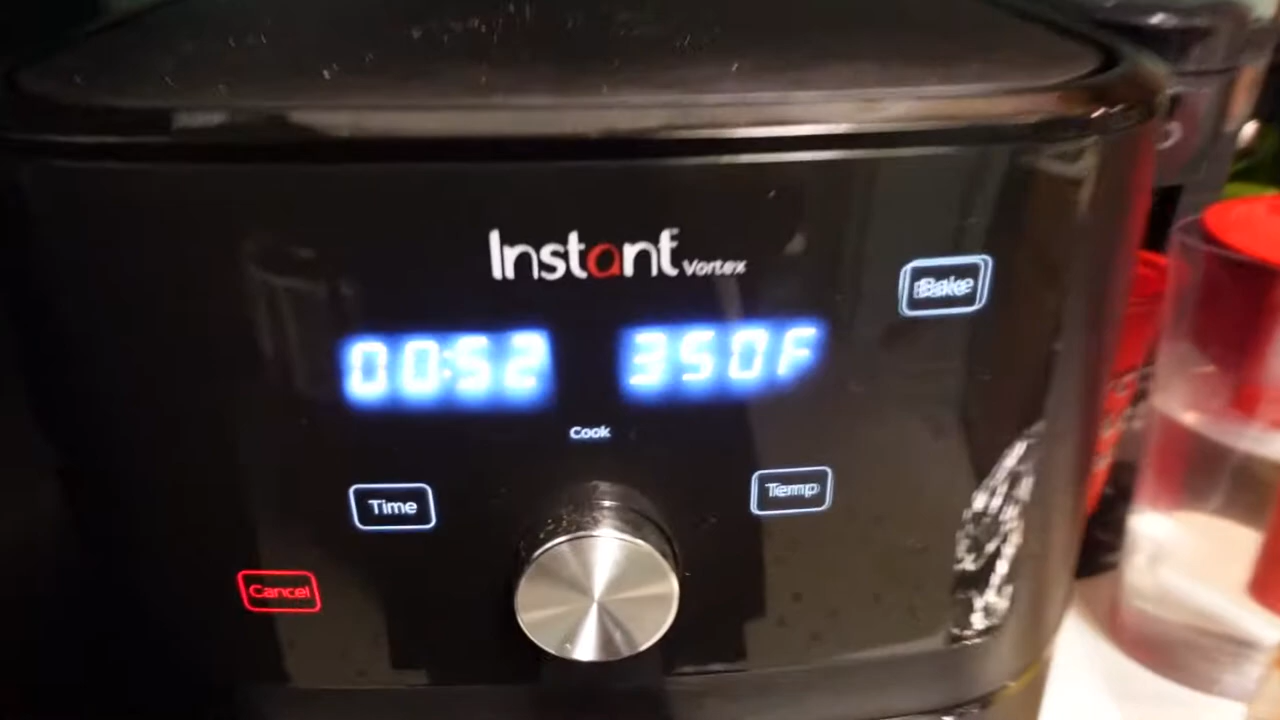 Instant Vortex
Bake
00:52 350F
Cook
Time
Temp
Cancel